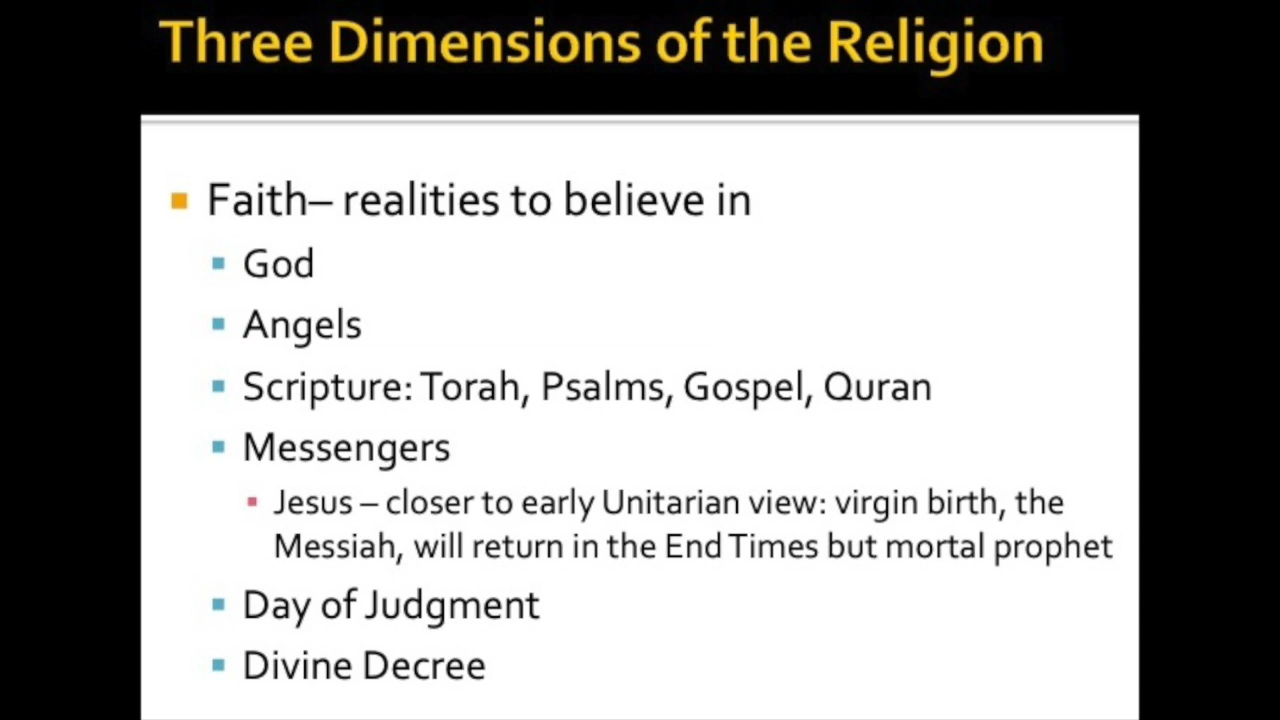 Three Dimensions of the Religion
Faith– realities to believe in
God
Angels
Scripture: Torah, Psalms, Gospel, Quran
Messengers
Jesus – closer to early Unitarian view: virgin birth, the
Messiah, will return in the End Times but mortal prophet
Day of Judgment
Divine Decree